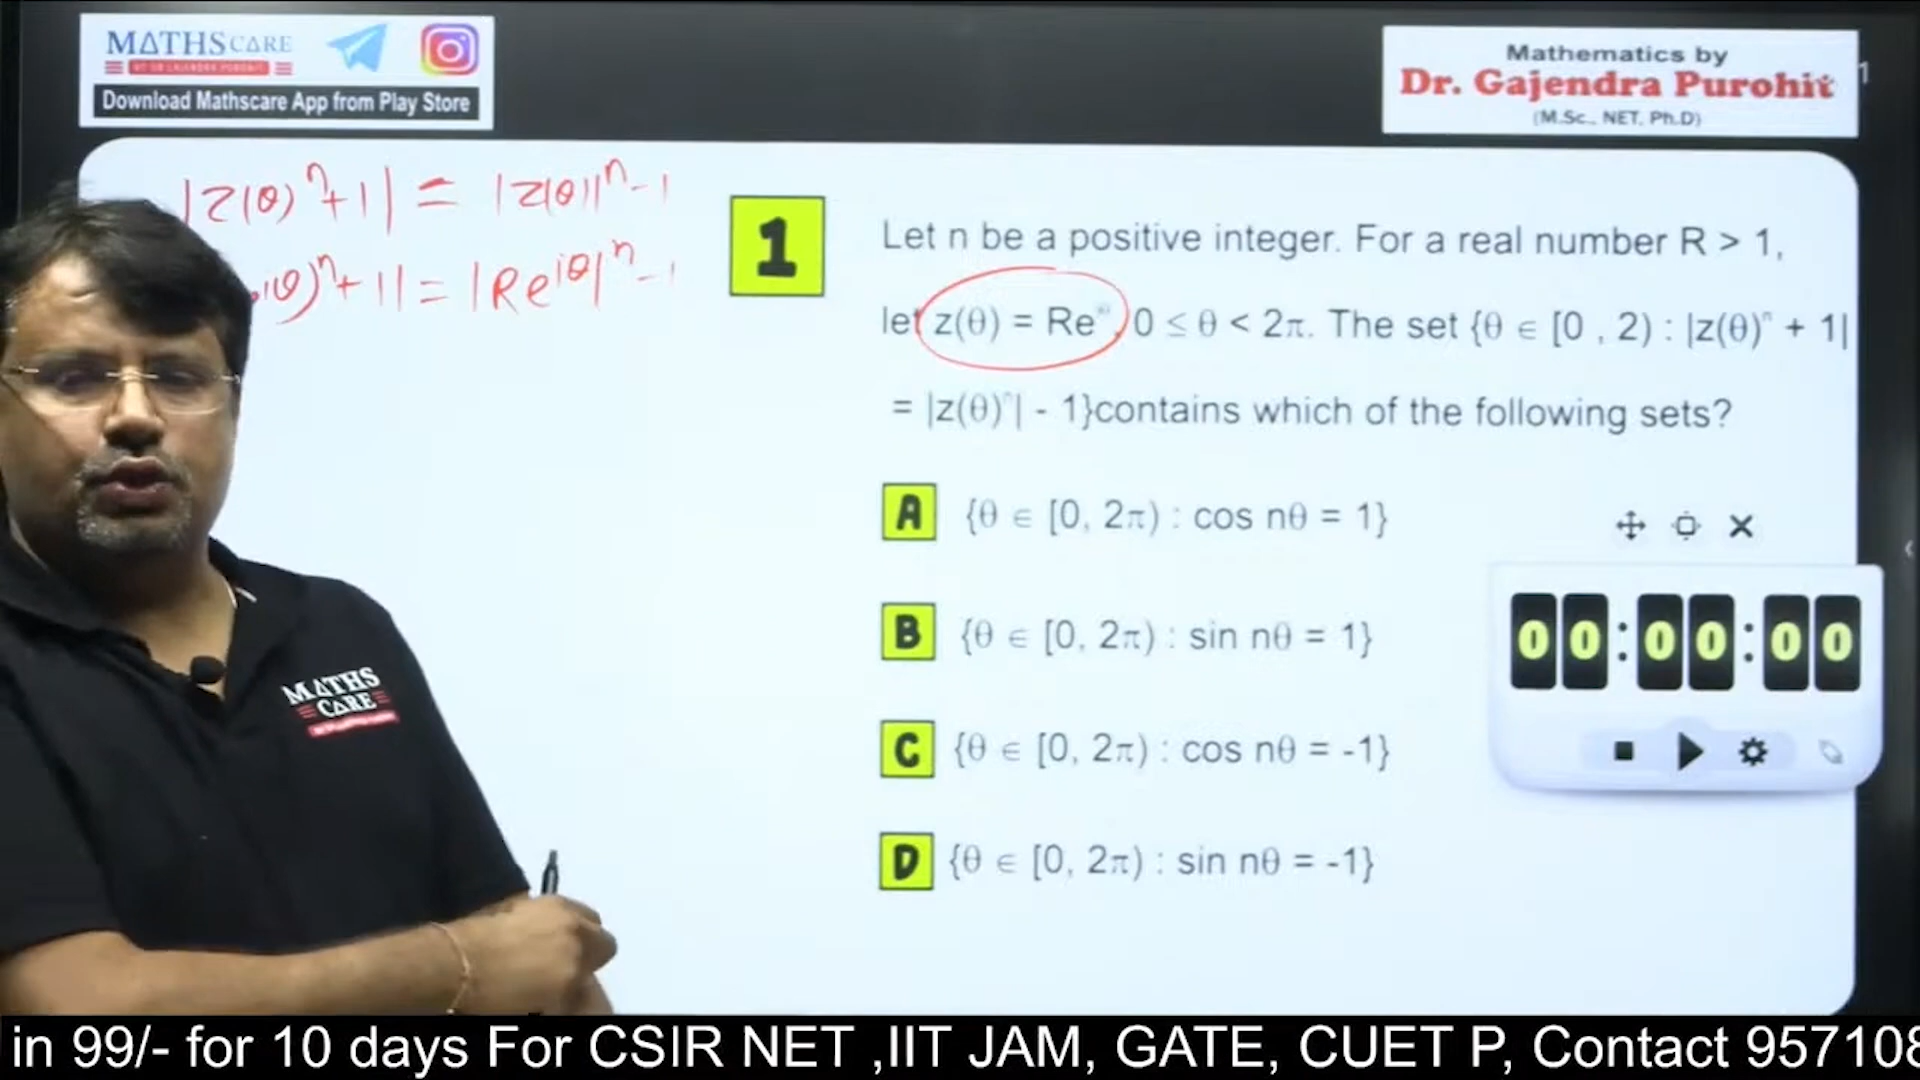 MATHSCARE
Download Mathscare App from Play Store
Mathematics by
Dr. Gajendra Purohit
(M.Sc., NET, Ph.D)
|z(θ)ⁿ+1| = |z(θ)|ⁿ-1
iθ)ⁿ+1| = |Re^iθ|ⁿ-1
1
Let n be a positive integer. For a real number R > 1,
let z(θ) = Re , 0 ≤ θ < 2π. The set {θ ∈ [0 , 2) : |z(θ)ⁿ + 1|
= |z(θ)ⁿ| - 1}contains which of the following sets?
A {θ ∈ [0, 2π) : cos nθ = 1}
B {θ ∈ [0, 2π) : sin nθ = 1}
C {θ ∈ [0, 2π) : cos nθ = -1}
D {θ ∈ [0, 2π) : sin nθ = -1}
00:00:00
MATHS
CARE
in 99/- for 10 days For CSIR NET ,IIT JAM, GATE, CUET P, Contact 957108